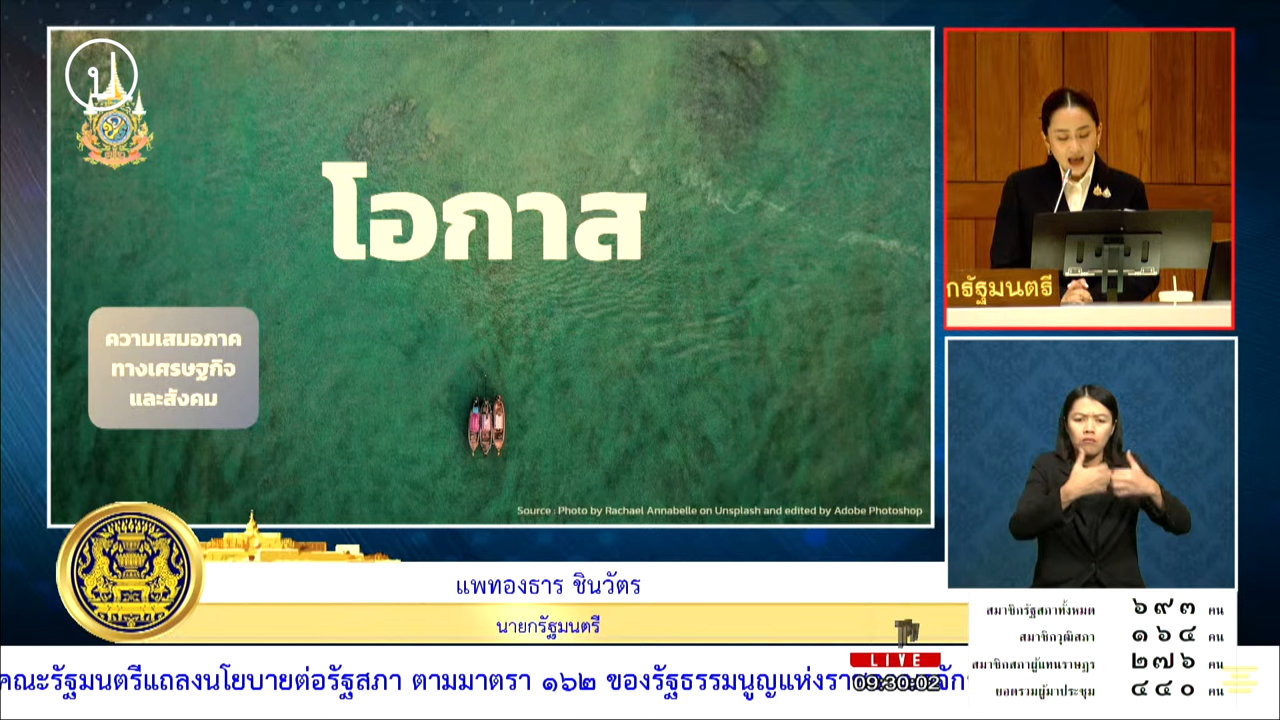 ป
โอกาส
ความเสมอภาค
ทางเศรษฐกิจ
และสังคม
Source : Photo by Rachael Annabelle on Unsplash and edited by Adobe Photoshop
กรัฐมนตรี
แพทองธาร ชินวัตร
นายกรัฐมนตรี
LIVE
09:30:02
สมาชิกรัฐสภาทั้งหมด ๖๙๓ คน
สมาชิกวุฒิสภา ๑๖๔ คน
สมาชิกสภาผู้แทนราษฎร ๒๗๖ คน
ยอดรวมผู้มาประชุม ๔๔๐ คน
คณะรัฐมนตรีแถลงนโยบายต่อรัฐสภา ตามมาตรา ๑๖๒ ของรัฐธรรมนูญแห่งราช